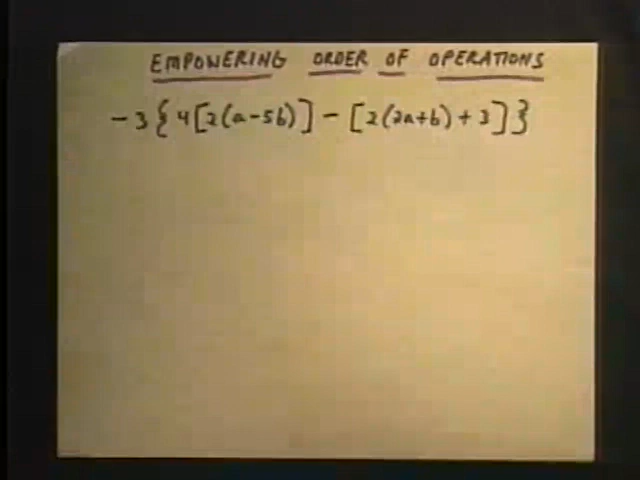 EMPOWERING ORDER OF OPERATIONS
-3{4[2(a-5b)]-[2(2a+b)+3]}